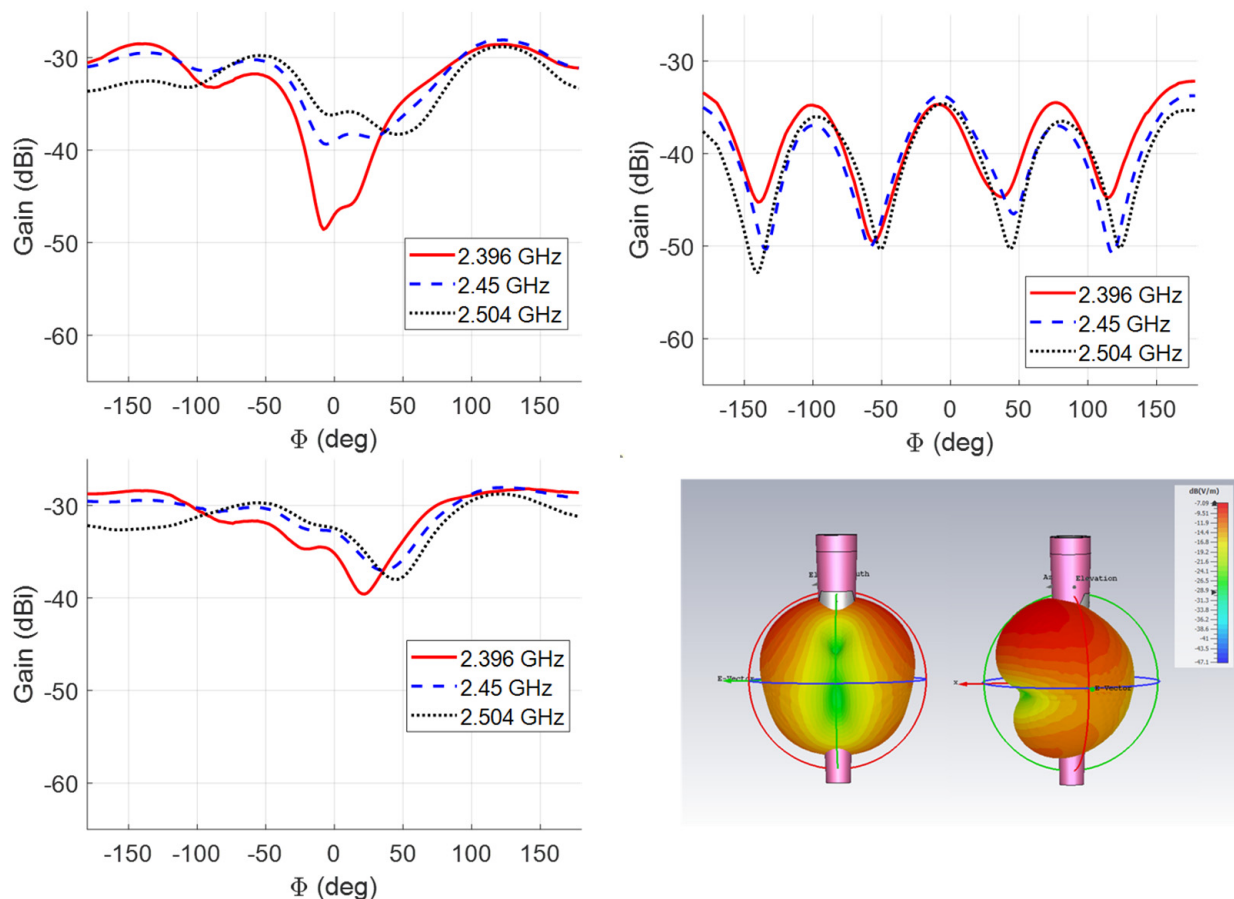 -30
-40
-50
-60
Gain (dBi)
2.396 GHz
2.45 GHz
2.504 GHz
-150 -100 -50 0 50 100 150
Φ (deg)
-30
-40
-50
-60
Gain (dBi)
2.396 GHz
2.45 GHz
2.504 GHz
-150 -100 -50 0 50 100 150
Φ (deg)
-30
-40
-50
-60
Gain (dBi)
2.396 GHz
2.45 GHz
2.504 GHz
-150 -100 -50 0 50 100 150
Φ (deg)
dB(V/m)
-7.09
-9.51
-11.9
-14.4
-16.8
-19.2
-21.7
-24.1
-26.5
-28.9
-31.3
-33.8
-36.2
-38.6
-41
-43.5
-47.1
Elevation
E-Vector
x
E-Vector